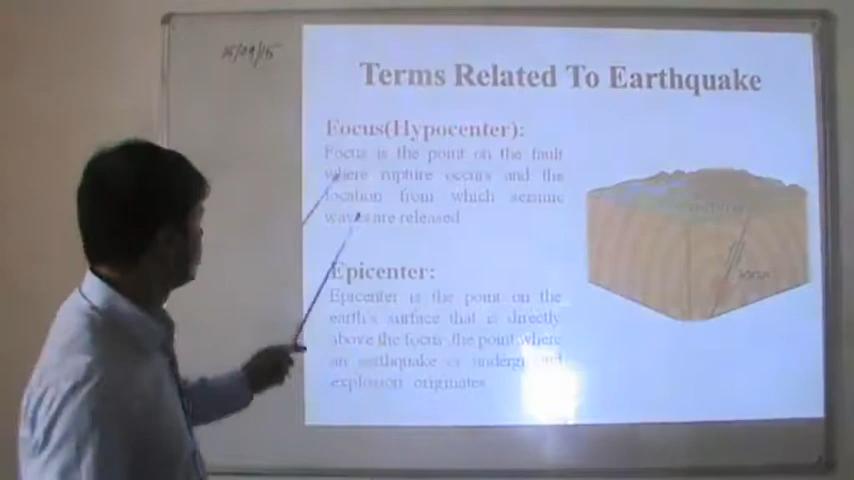 15/09/15
Terms Related To Earthquake
Focus(Hypocenter):
Focus is the point on the fault
where rupture occurs and the
location from which seismic
waves are released
Epicenter:
Epicenter is the point on the
earth's surface that is directly
above the focus ,the point where
an earthquake or underground
explosion originates